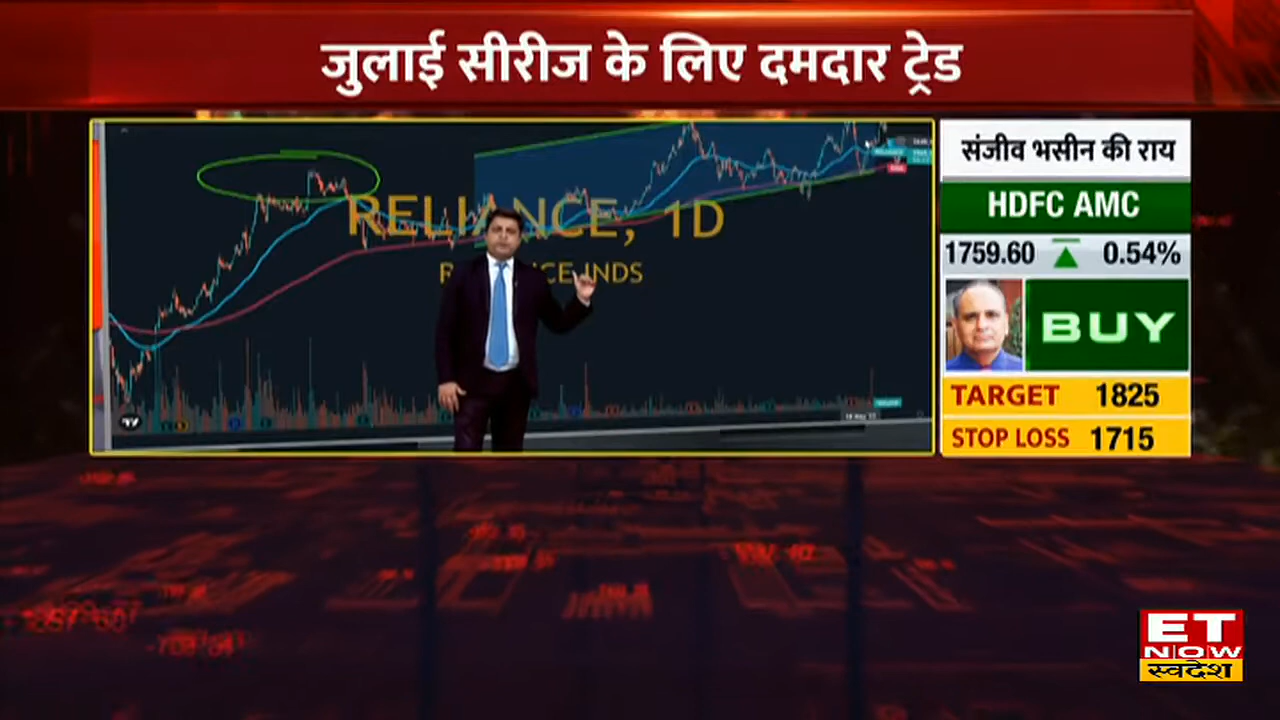 जुलाई सीरीज के लिए दमदार ट्रेड
RELIANCE, 1D
संजीव भसीन की राय
HDFC AMC
1759.60 0.54%
BUY
TARGET 1825
STOP LOSS 1715
ET
NOW
स्वदेश